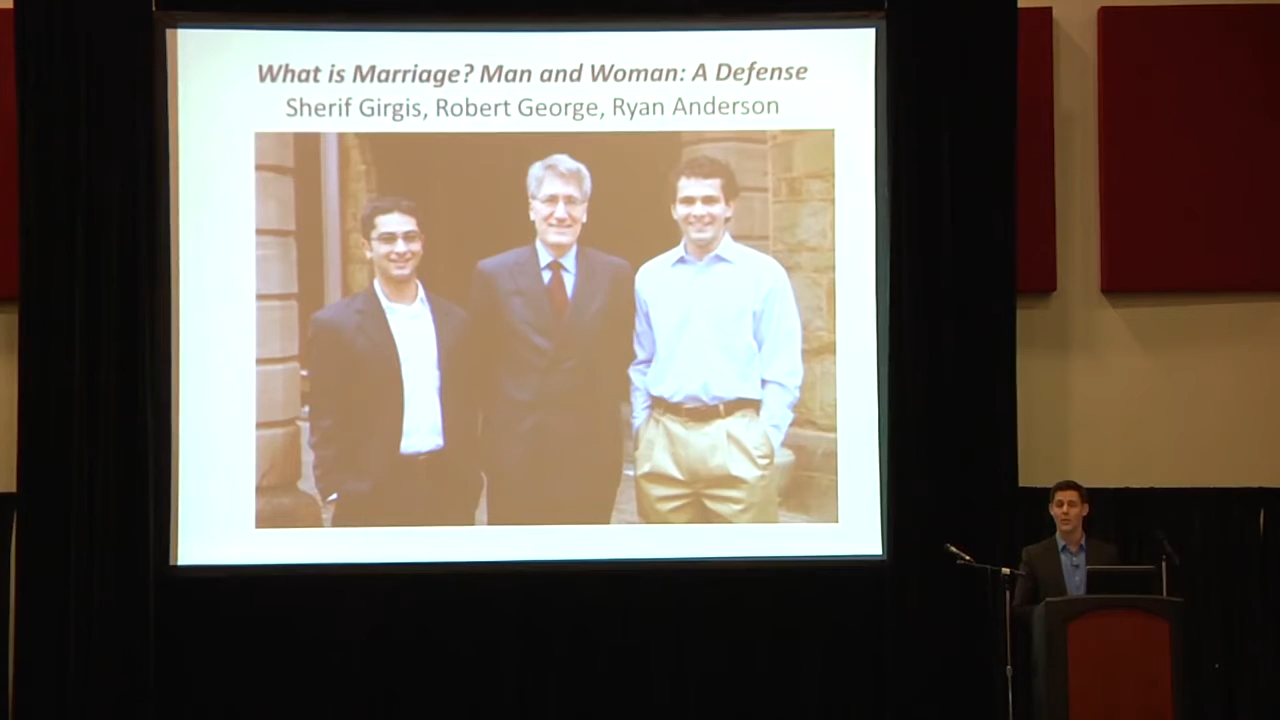 What is Marriage? Man and Woman: A Defense
Sherif Girgis, Robert George, Ryan Anderson